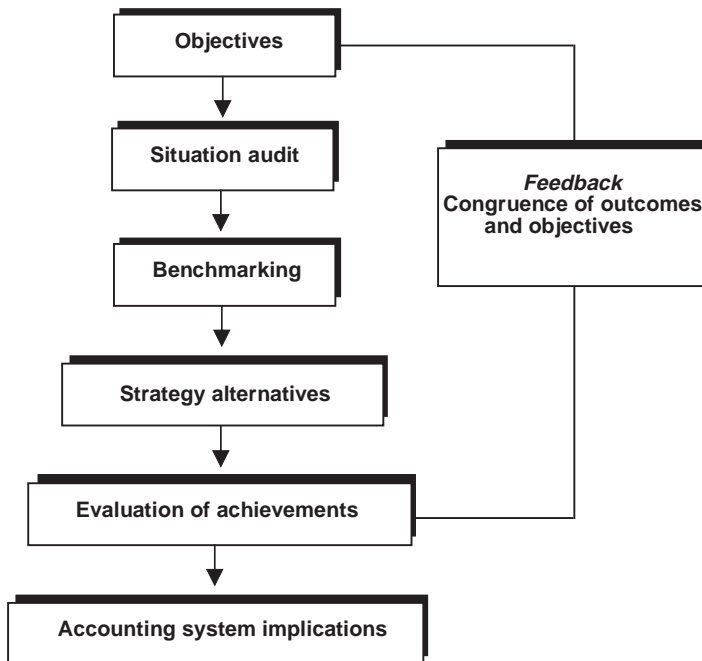 Objectives
Situation audit
Feedback
Congruence of outcomes
and objectives
Benchmarking
Strategy alternatives
Evaluation of achievements
Accounting system implications